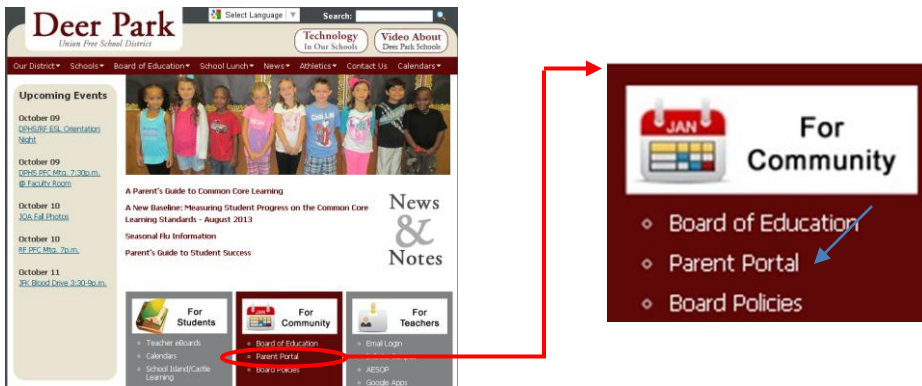 Select Language
Search:
Deer Park
Union Free School District
Technology
In Our Schools
Video About
Deer Park Schools
Our District Schools Board of Education School Lunch News Athletics Contact Us Calendars
Upcoming Events
October 09
DPHS/RF ESL Orientation
Night
October 09
DPHS PFC Mtg. 7:30p.m.
@ Faculty Room
October 10
JQA Fall Photos
October 10
RF PFC Mtg. 7p.m.
October 11
JFK Blood Drive 3:30-9p.m.
A Parent's Guide to Common Core Learning
A New Baseline: Measuring Student Progress on the Common Core
Learning Standards - August 2013
Seasonal Flu Information
Parent's Guide to Student Success
News
&
Notes
For
Students
Teacher eBoards
Calendars
School Island/Castle
Learning
JAN
For
Community
Board of Education
Parent Portal
Board Policies
For
Teachers
Email Login
AESOP
Google Apps
JAN
For
Community
Board of Education
Parent Portal
Board Policies